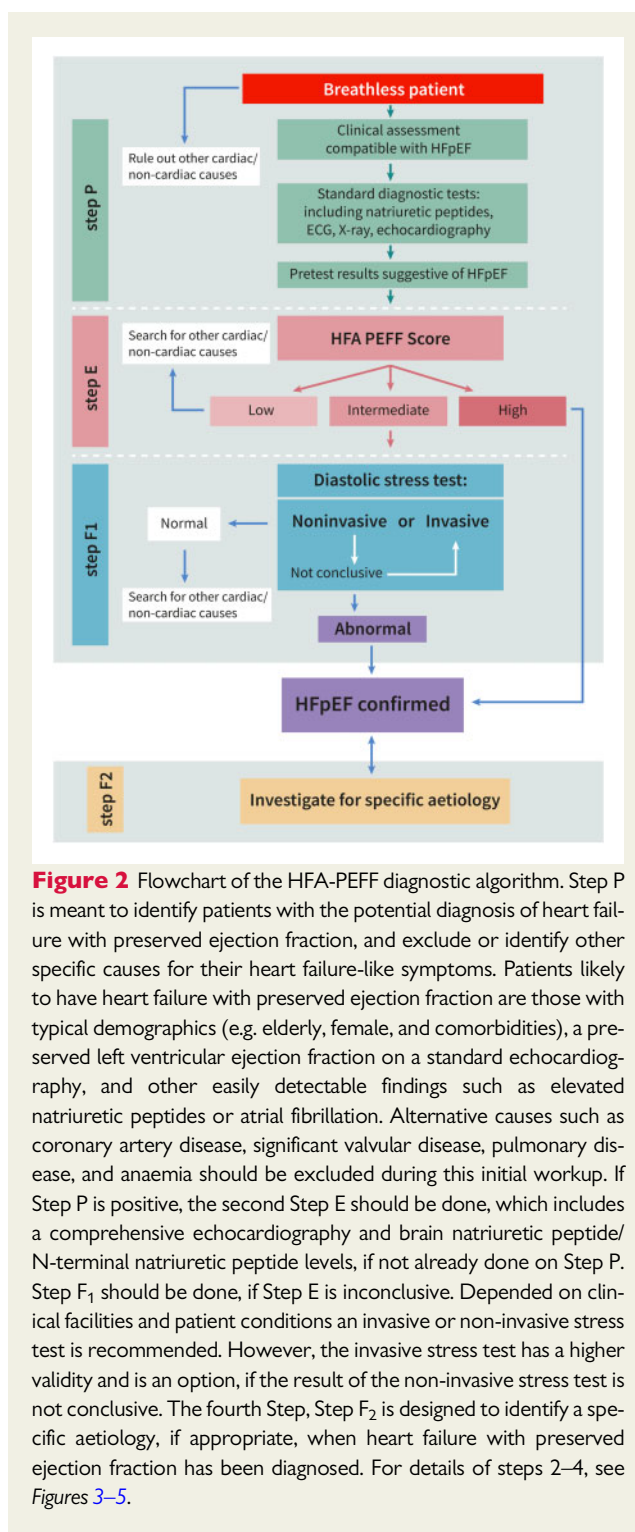 Breathless patient
step P
Rule out other cardiac/
non-cardiac causes
Clinical assessment
compatible with HFpEF
Standard diagnostic tests:
including natriuretic peptides,
ECG, X-ray, echocardiography
Pretest results suggestive of HFpEF
step E
Search for other cardiac/
non-cardiac causes
HFA PEFF Score
Low
Intermediate
High
step F1
Diastolic stress test:
Normal
Noninvasive or Invasive
Not conclusive
Search for other cardiac/
non-cardiac causes
Abnormal
HFpEF confirmed
step F2
Investigate for specific aetiology
Figure 2 Flowchart of the HFA-PEFF diagnostic algorithm. Step P
is meant to identify patients with the potential diagnosis of heart fail-
ure with preserved ejection fraction, and exclude or identify other
specific causes for their heart failure-like symptoms. Patients likely
to have heart failure with preserved ejection fraction are those with
typical demographics (e.g. elderly, female, and comorbidities), a pre-
served left ventricular ejection fraction on a standard echocardiog-
raphy, and other easily detectable findings such as elevated
natriuretic peptides or atrial fibrillation. Alternative causes such as
coronary artery disease, significant valvular disease, pulmonary dis-
ease, and anaemia should be excluded during this initial workup. If
Step P is positive, the second Step E should be done, which includes
a comprehensive echocardiography and brain natriuretic peptide/
N-terminal natriuretic peptide levels, if not already done on Step P.
Step F₁ should be done, if Step E is inconclusive. Depended on clin-
ical facilities and patient conditions an invasive or non-invasive stress
test is recommended. However, the invasive stress test has a higher
validity and is an option, if the result of the non-invasive stress test is
not conclusive. The fourth Step, Step F₂ is designed to identify a spe-
cific aetiology, if appropriate, when heart failure with preserved
ejection fraction has been diagnosed. For details of steps 2–4, see
Figures 3–5.